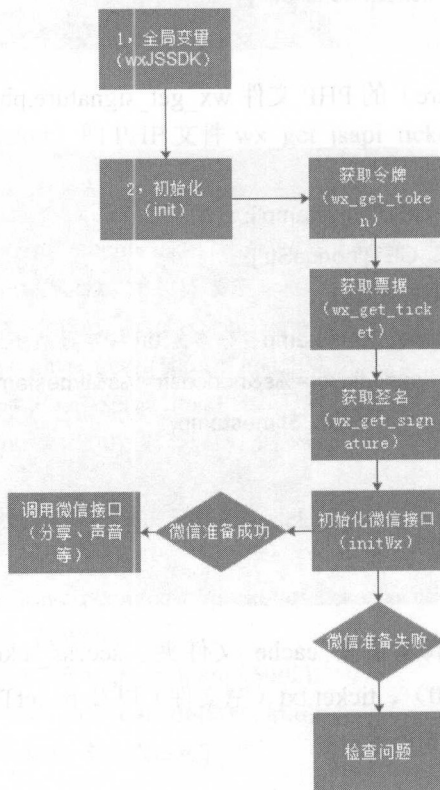 1，全局变量
（wxJSSDK）
2，初始化
（init）
获取令牌
（wx_get_toke
n）
获取票据
（wx_get_tick
et）
获取签名
（wx_get_sign
ature）
初始化微信接口
（initWx）
微信准备成功
调用微信接口
（分享、声音
等）
微信准备失败
检查问题